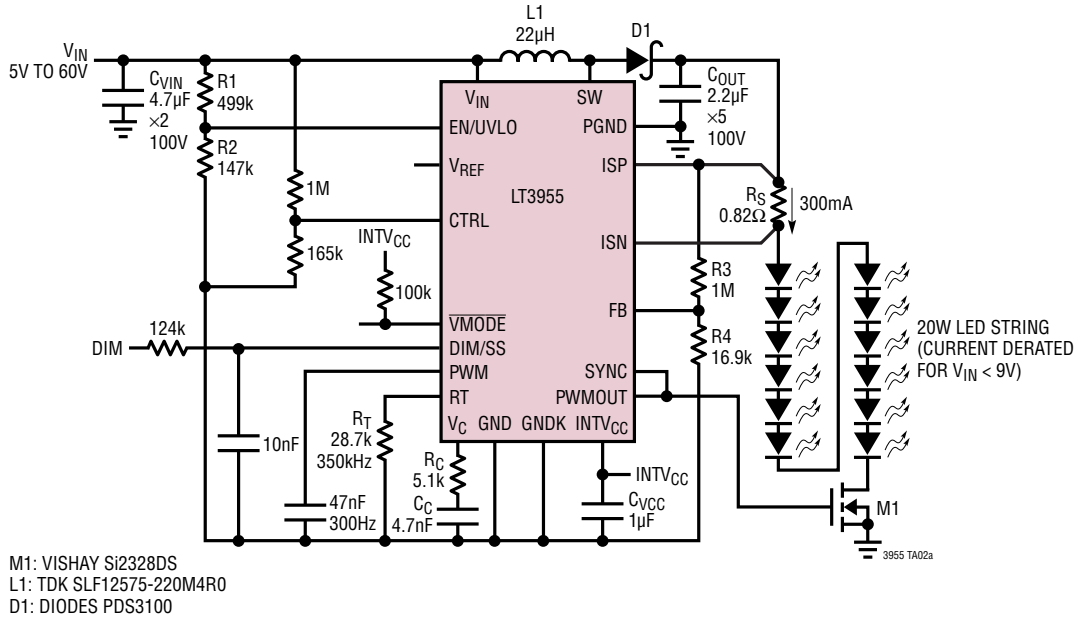 L1
22µH
D1
VIN
5V TO 60V
CVIN
4.7µF
×2
100V
R1
499k
R2
147k
1M
165k
COUT
2.2µF
×5
100V
VIN
SW
EN/UVLO
PGND
VREF
ISP
LT3955
CTRL
ISN
RS
0.82Ω
300mA
INTVCC
100k
R3
1M
FB
R4
16.9k
VMODE
DIM
124k
DIM/SS
PWM
SYNC
RT
PWMOUT
VC
GND
GNDK
INTVCC
20W LED STRING
(CURRENT DERATED
FOR VIN < 9V)
10nF
47nF
300Hz
RT
28.7k
350kHz
RC
5.1k
CC
4.7nF
INTVCC
CVCC
1µF
M1
3955 TA02a
M1: VISHAY Si2328DS
L1: TDK SLF12575-220M4R0
D1: DIODES PDS3100